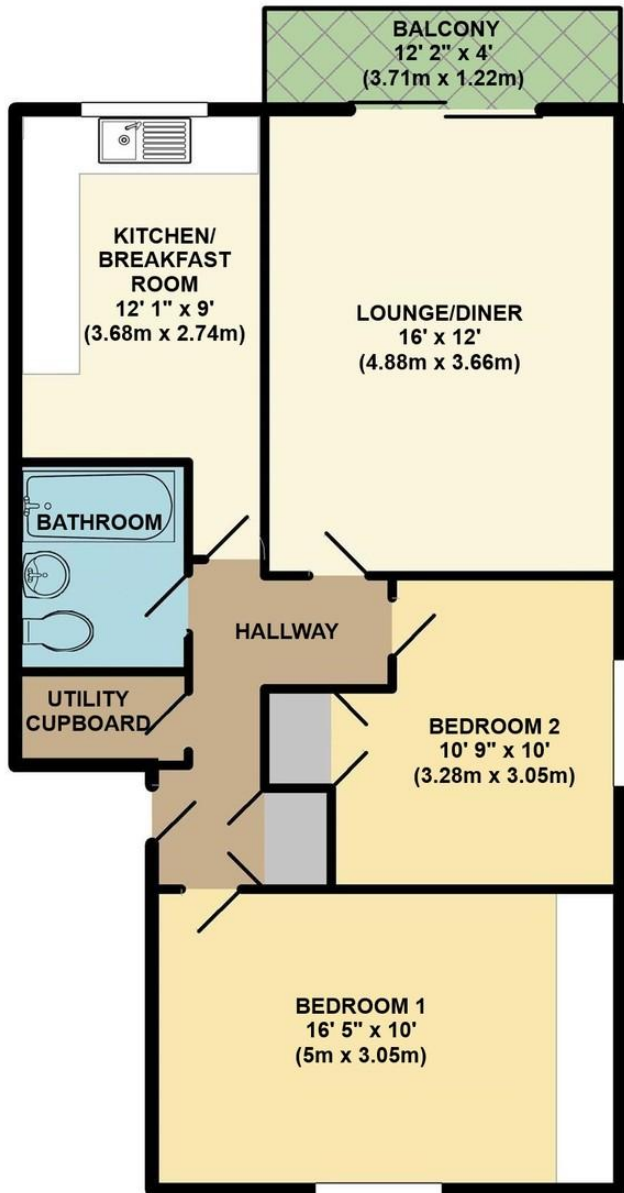 BALCONY
12' 2" x 4'
(3.71m x 1.22m)
KITCHEN/
BREAKFAST
ROOM
12' 1" x 9'
(3.68m x 2.74m)
LOUNGE/DINER
16' x 12'
(4.88m x 3.66m)
BATHROOM
HALLWAY
UTILITY
CUPBOARD
BEDROOM 2
10' 9" x 10'
(3.28m x 3.05m)
BEDROOM 1
16' 5" x 10'
(5m x 3.05m)